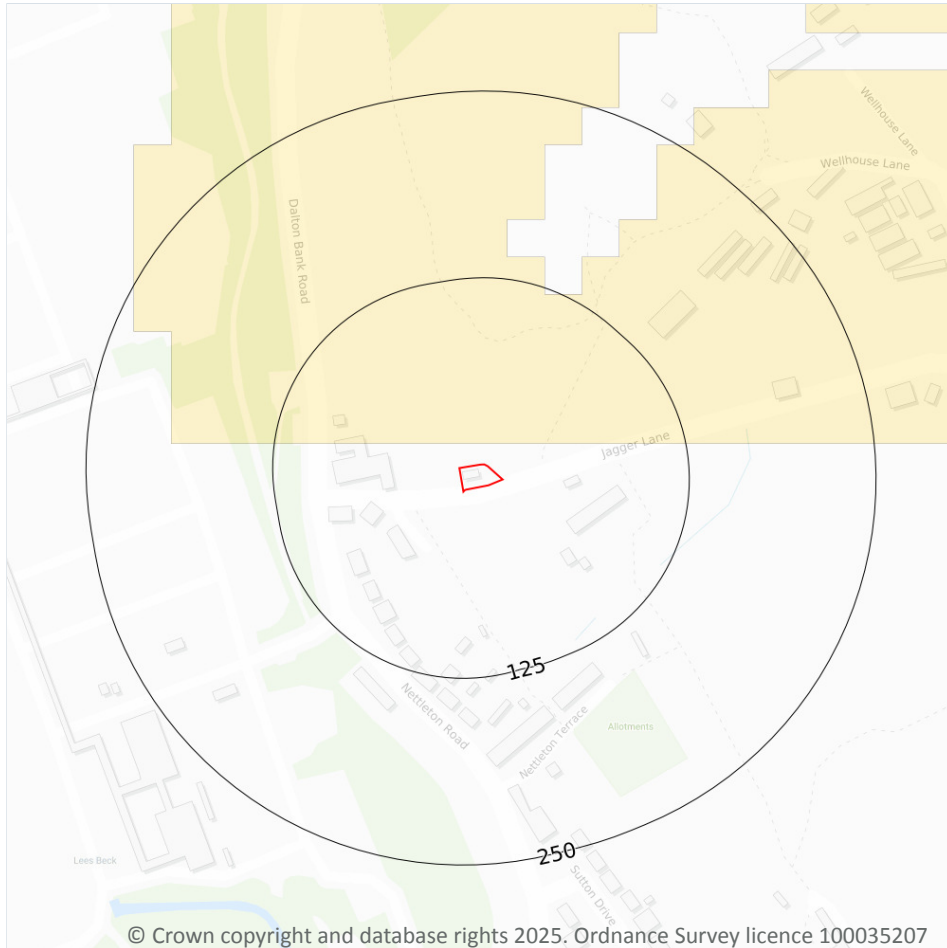 Wellhouse Lane
Wellhouse Lane
Dalton Bank Road
Jagger Lane
125
Nettleton Road
Nettleton Terrace
Allotments
250
Lees Beck
Sutton Drive
© Crown copyright and database rights 2025. Ordnance Survey licence 100035207